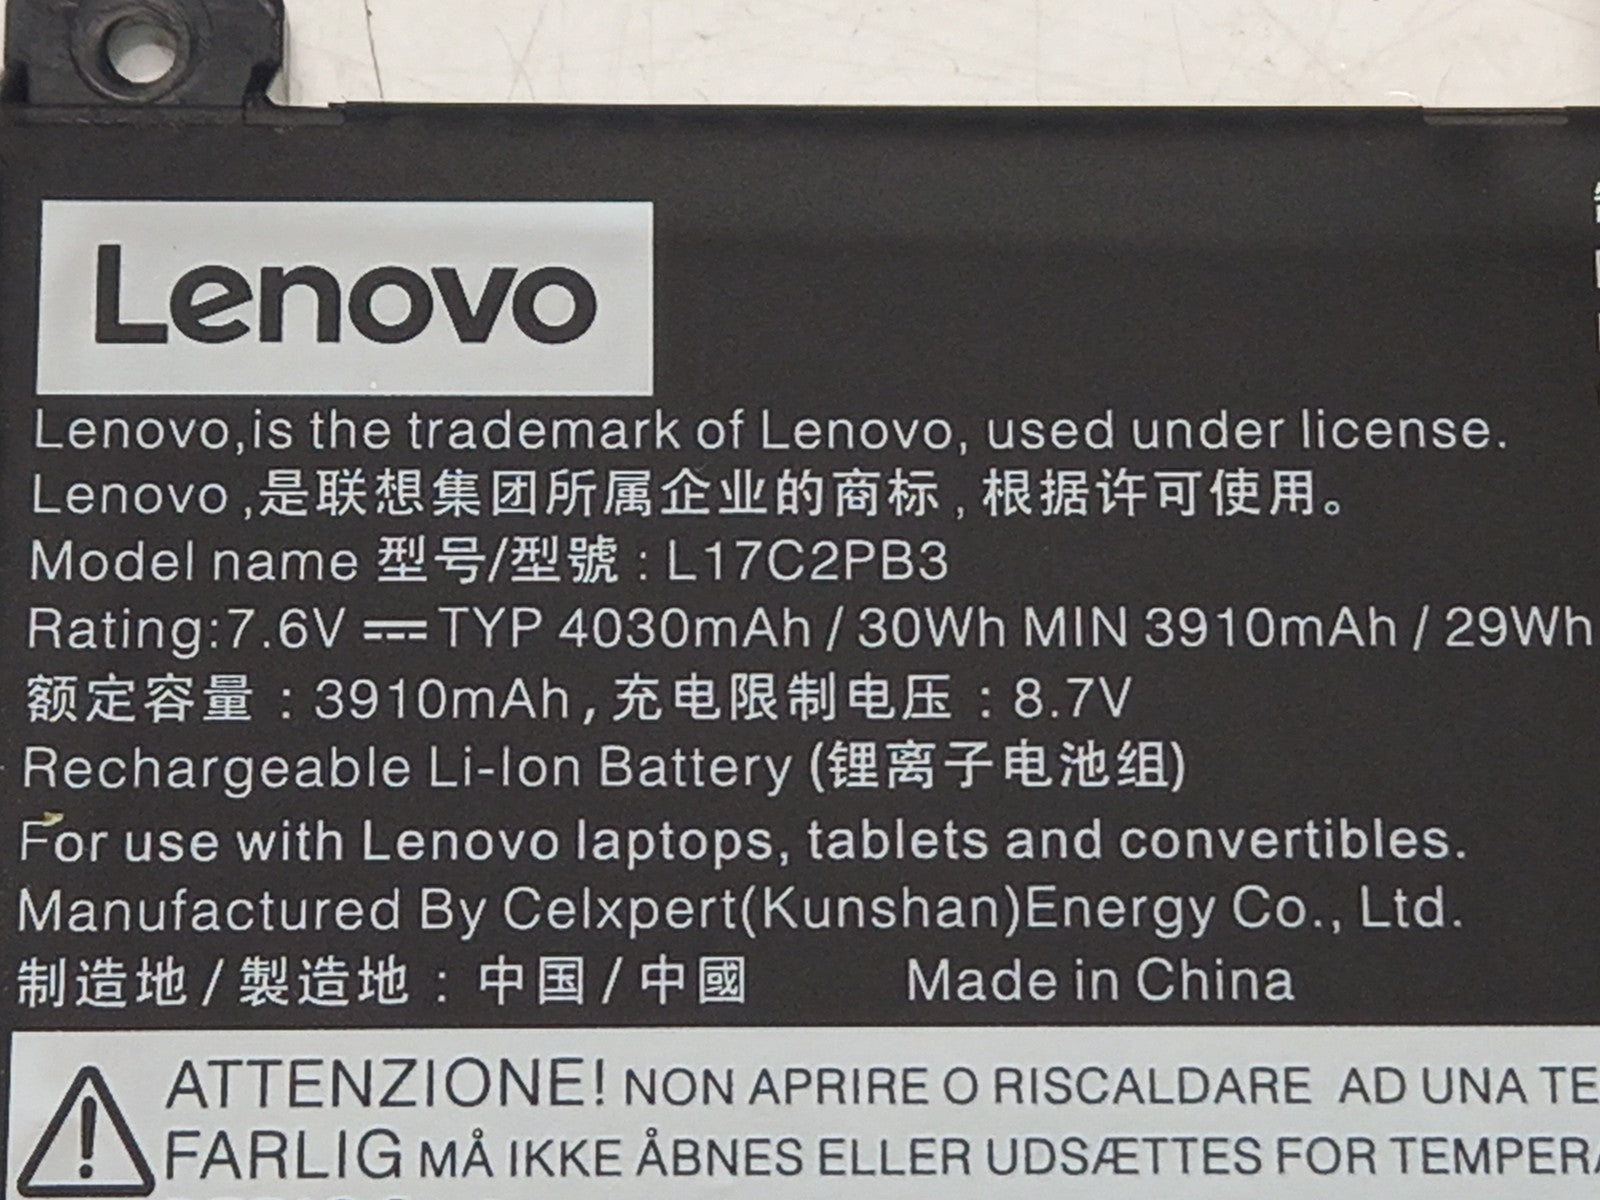 Lenovo
Lenovo,is the trademark of Lenovo, used under license.
Lenovo ,是联想集团所属企业的商标,根据许可使用。
Model name 型号/型號 : L17C2PB3
Rating:7.6V ⎓ TYP 4030mAh / 30Wh MIN 3910mAh / 29Wh
额定容量 : 3910mAh,充电限制电压 : 8.7V
Rechargeable Li-Ion Battery (锂离子电池组)
For use with Lenovo laptops, tablets and convertibles.
Manufactured By Celxpert(Kunshan)Energy Co., Ltd.
制造地 / 製造地 : 中国 / 中國 Made in China
ATTENZIONE! NON APRIRE O RISCALDARE AD UNA TE
FARLIG MÅ IKKE ÅBNES ELLER UDSÆTTES FOR TEMPERA